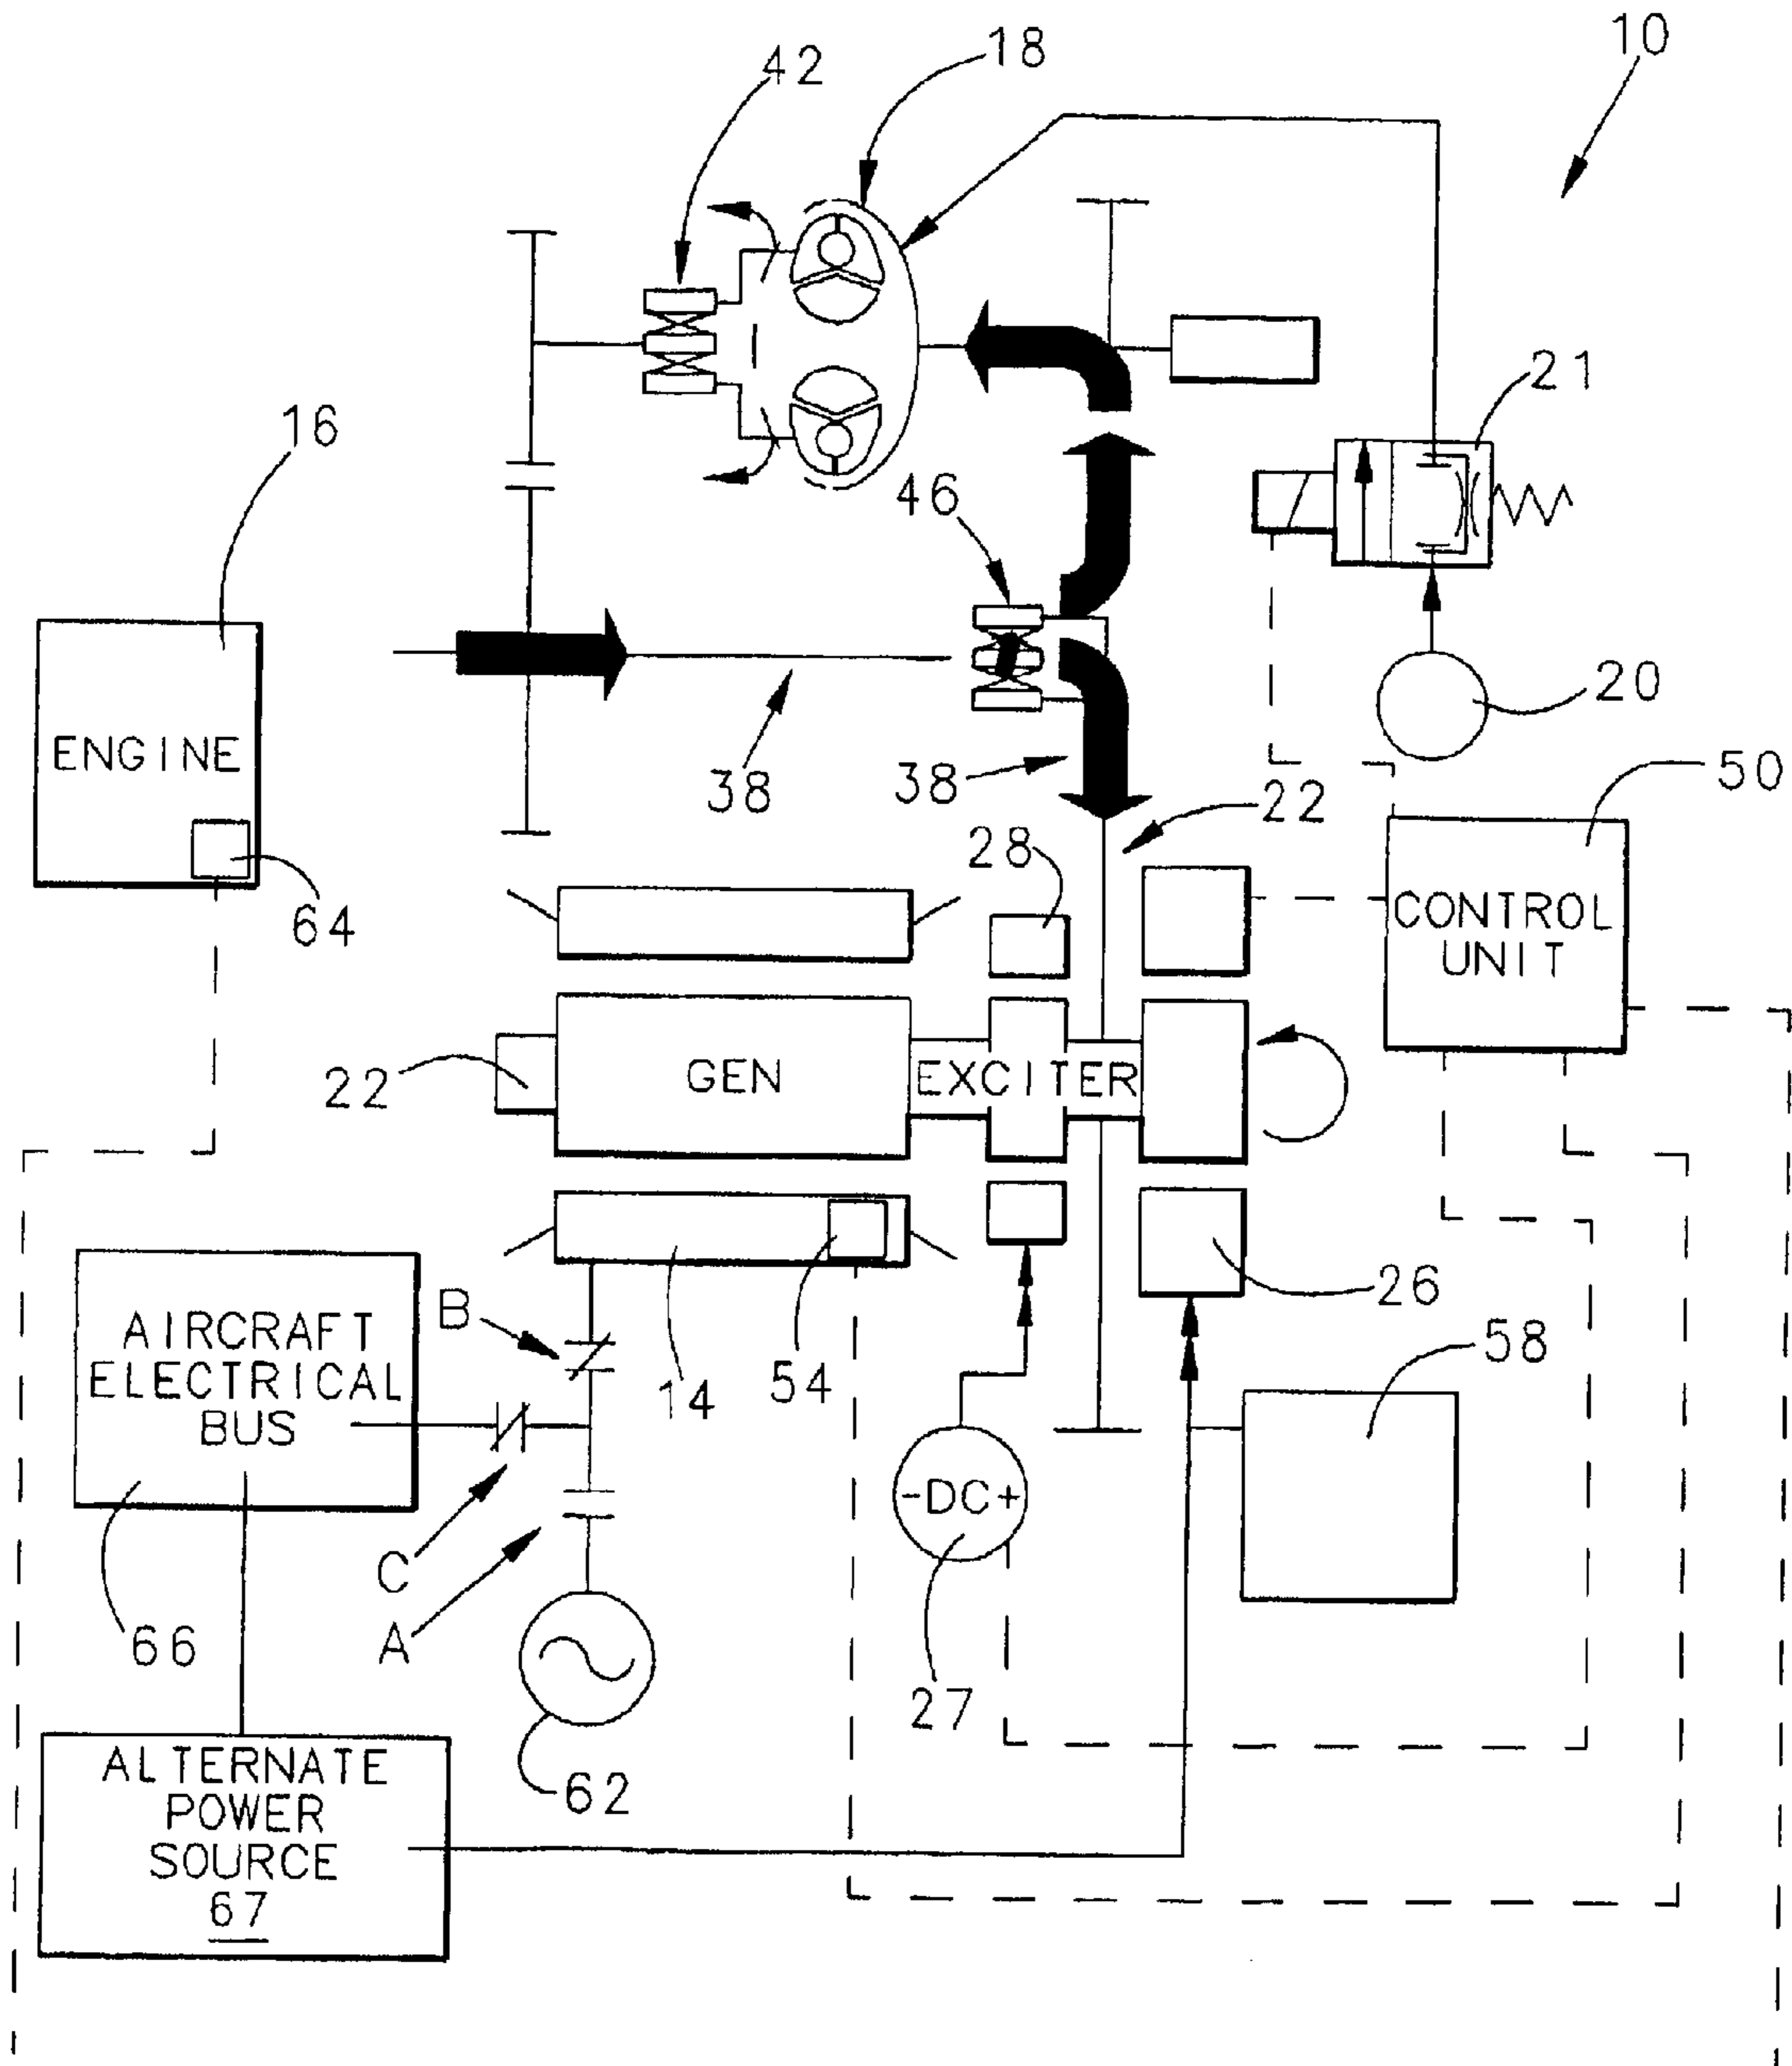 10
18
42
21
16
46
20
ENGINE
38
38
50
22
28
64
CONTROL
UNIT
22
GEN
EXCITER
B
26
AIRCRAFT
ELECTRICAL
BUS
14
54
58
-DC+
C
A
66
27
62
ALTERNATE
POWER
SOURCE
67